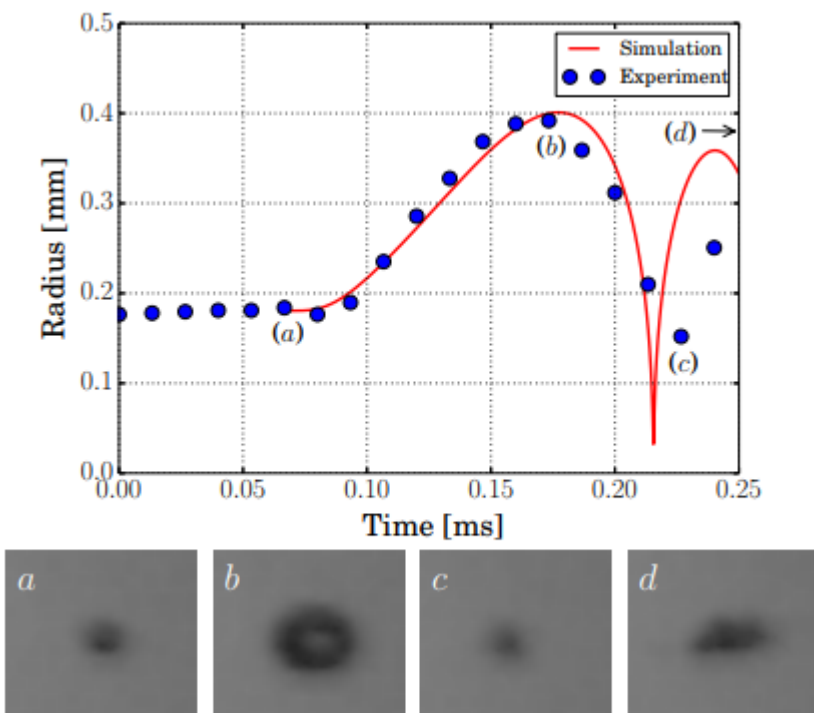 0.5
Simulation
Experiment
0.4
(d)
(b)
0.3
Radius [mm]
0.2
(a)
(c)
0.1
0.0
0.00 0.05 0.10 0.15 0.20 0.25
Time [ms]
a b c d